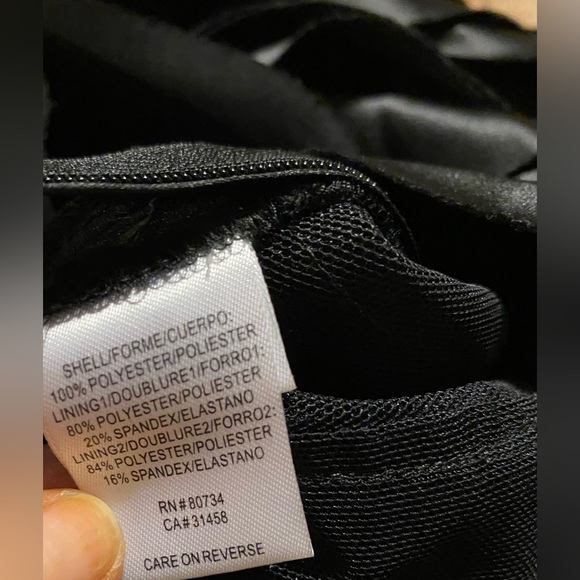 SHELL/FORME/CUERPO:
100% POLYESTER/POLIESTER
LINING1/DOUBLURE1/FORRO1:
80% POLYESTER/POLIESTER
20% SPANDEX/ELASTANO
LINING2/DOUBLURE2/FORRO2:
84% POLYESTER/POLIESTER
16% SPANDEX/ELASTANO
RN#80734
CA#31458
CARE ON REVERSE